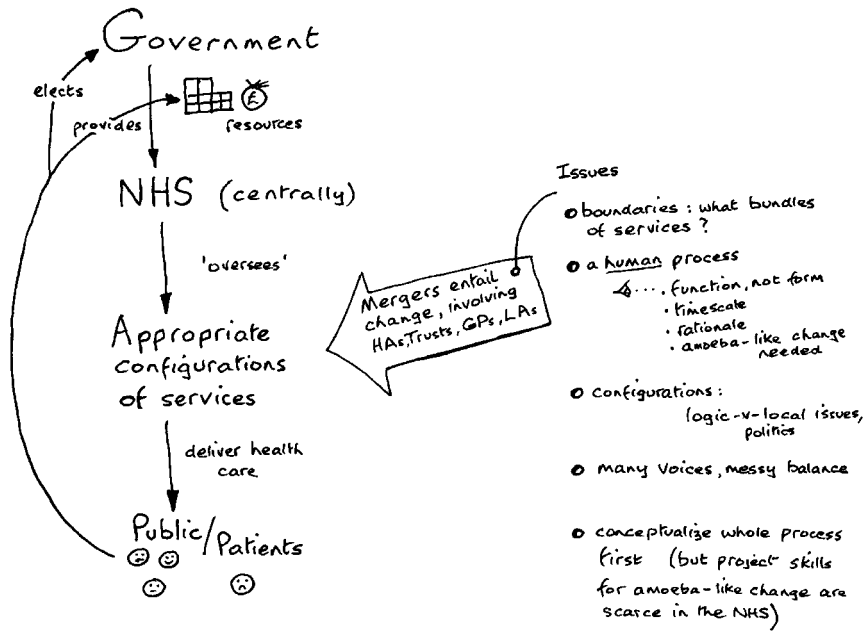 Government
elects
provides
£
resources
NHS (centrally)
'oversees'
Appropriate
configurations
of services
deliver health
care
Public/Patients
Mergers entail
change, involving
HAs, Trusts, GPs, LAs
Issues
boundaries : what bundles
of services ?
a human process
function, not form
timescale
rationale
amoeba-like change
needed
configurations :
logic-v-local issues,
politics
many voices, messy balance
conceptualize whole process
first (but project skills
for amoeba-like change are
scarce in the NHS)